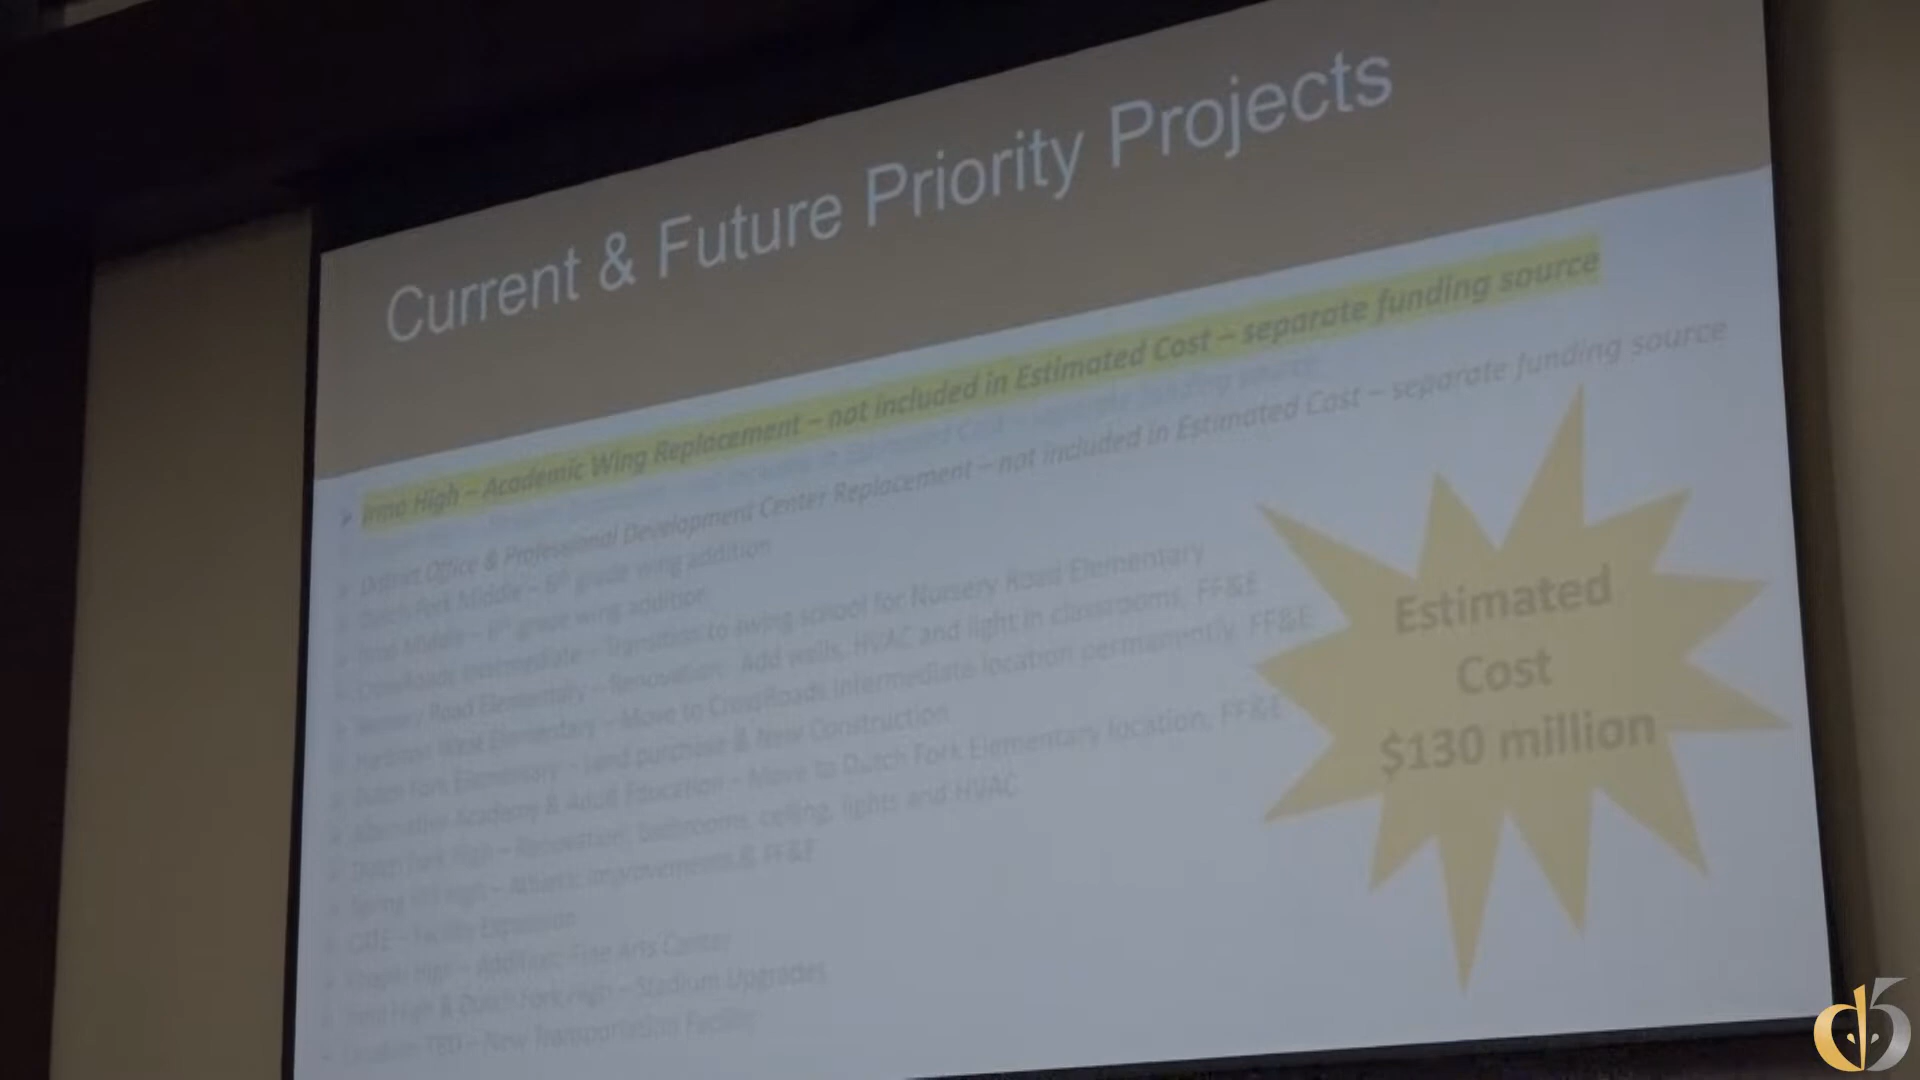 Current & Future Priority Projects
Irmo High – Academic Wing Replacement – not included in Estimated Cost – separate funding source
District Office & Professional Development Center Replacement – not included in Estimated Cost – separate funding source
Dutch Fork Middle – 6th grade wing addition
Irmo Middle – 6th grade wing addition
CrossRoads Intermediate – Transition to swing school for Nursery Road Elementary
Nursery Road Elementary – Renovation: Add walls, HVAC and light in classrooms, FF&E
Harbison West Elementary – Move to CrossRoads Intermediate location permanently, FF&E
Dutch Fork Elementary – Land purchase & New Construction
Alternative Academy & Adult Education – Move to Dutch Fork Elementary location, FF&E
Dutch Fork High – Renovation: bathrooms, ceiling, lights and HVAC
Spring Hill High – Athletic improvements & FF&E
– Facility Expansion
Chapin High – Addition: Fine Arts Center
Irmo High & Dutch Fork High – Stadium Upgrades
Location TBD – New Transportation Facility
Estimated
Cost
$130 million